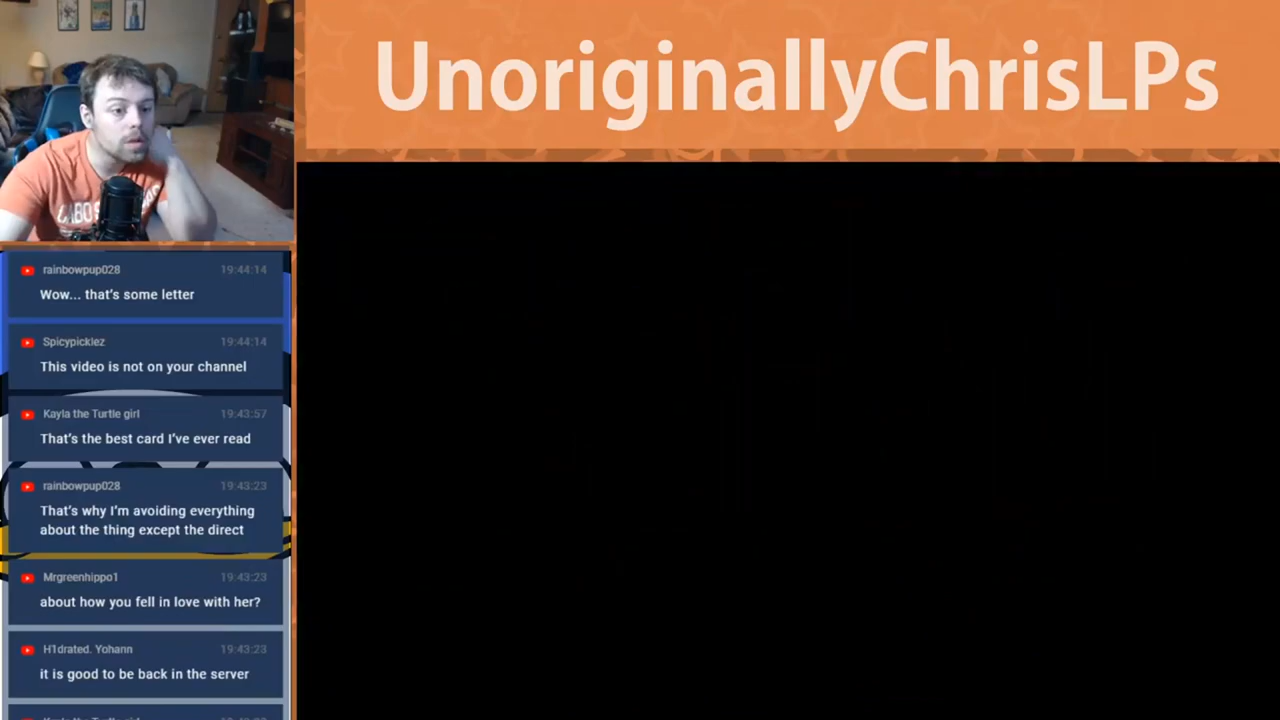 UnoriginallyChrisLPs
rainbowpup028 19:44:14
Wow... that's some letter
Spicypicklez 19:44:14
This video is not on your channel
Kayla the Turtle girl 19:43:57
That's the best card I've ever read
rainbowpup028 19:43:23
That's why I'm avoiding everything
about the thing except the direct
Mrgreenhippo1 19:43:23
about how you fell in love with her?
H1drated. Yohann 19:43:23
it is good to be back in the server